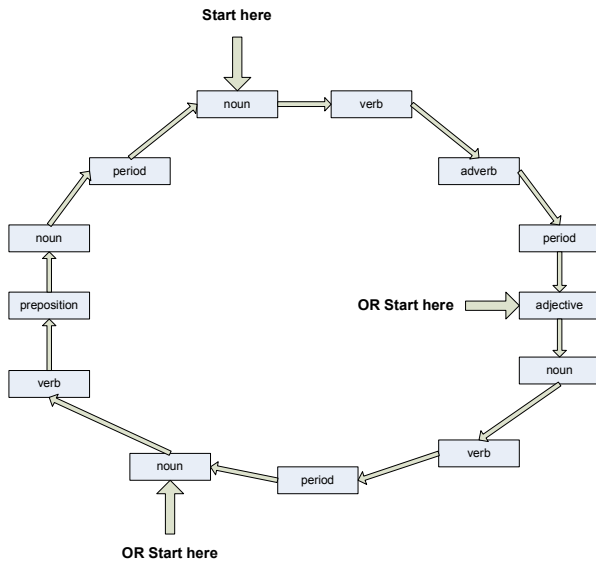 Start here
noun
verb
period
adverb
noun
period
preposition
OR Start here
adjective
verb
noun
noun
verb
period
OR Start here